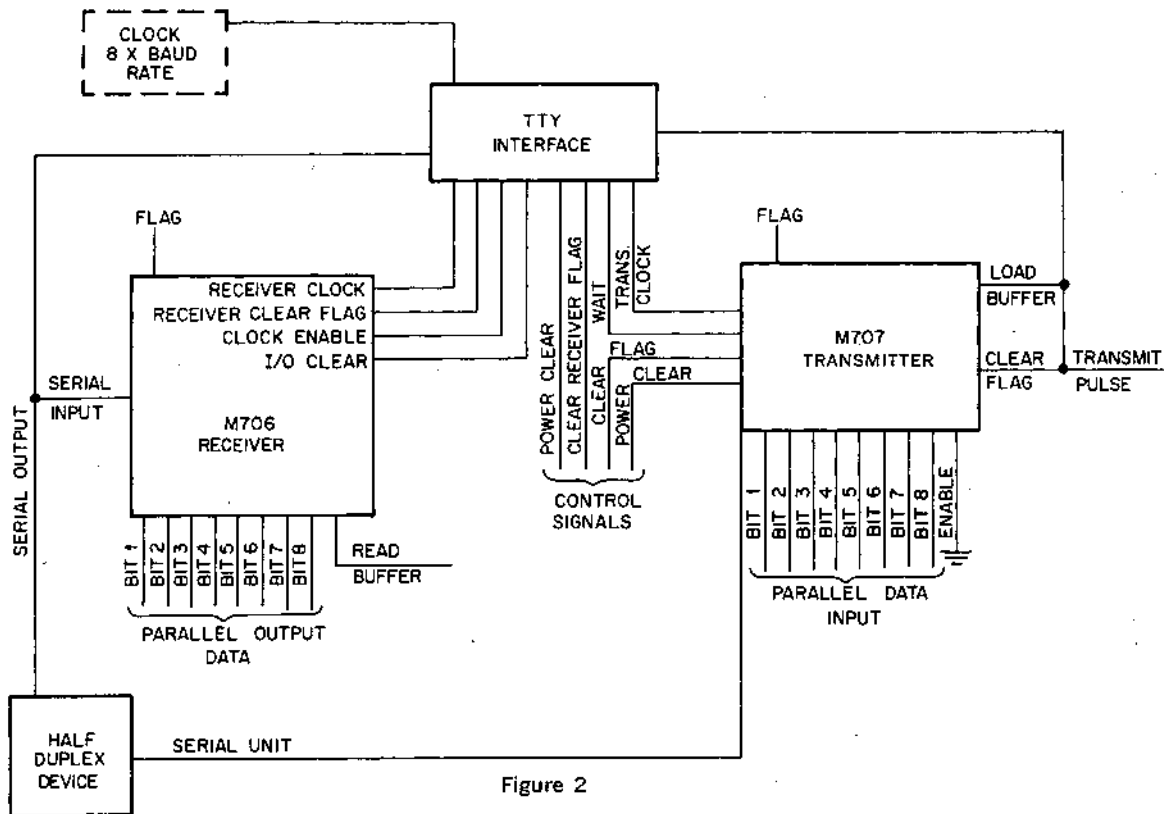 CLOCK
8 X BAUD
RATE
TTY
INTERFACE
FLAG
RECEIVER CLOCK
RECEIVER CLEAR FLAG
CLOCK ENABLE
I/O CLEAR
SERIAL
INPUT
M706
RECEIVER
SERIAL OUTPUT
BIT 1
BIT 2
BIT 3
BIT 4
BIT 5
BIT 6
BIT 7
BIT 8
READ
BUFFER
PARALLEL OUTPUT
DATA
POWER CLEAR
CLEAR RECEIVER FLAG
WAIT
TRANS.
CLOCK
CLEAR
FLAG
POWER
CLEAR
CONTROL
SIGNALS
FLAG
M707
TRANSMITTER
LOAD
BUFFER
CLEAR
FLAG
TRANSMIT
PULSE
BIT 1
BIT 2
BIT 3
BIT 4
BIT 5
BIT 6
BIT 7
BIT 8
ENABLE
PARALLEL DATA
INPUT
HALF
DUPLEX
DEVICE
SERIAL UNIT
Figure 2